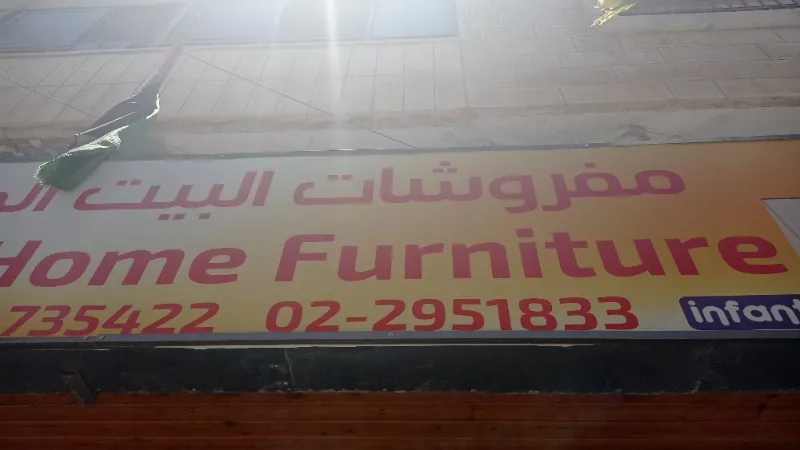 مفروشات البيت
Home Furniture
735422 02-2951833
infant